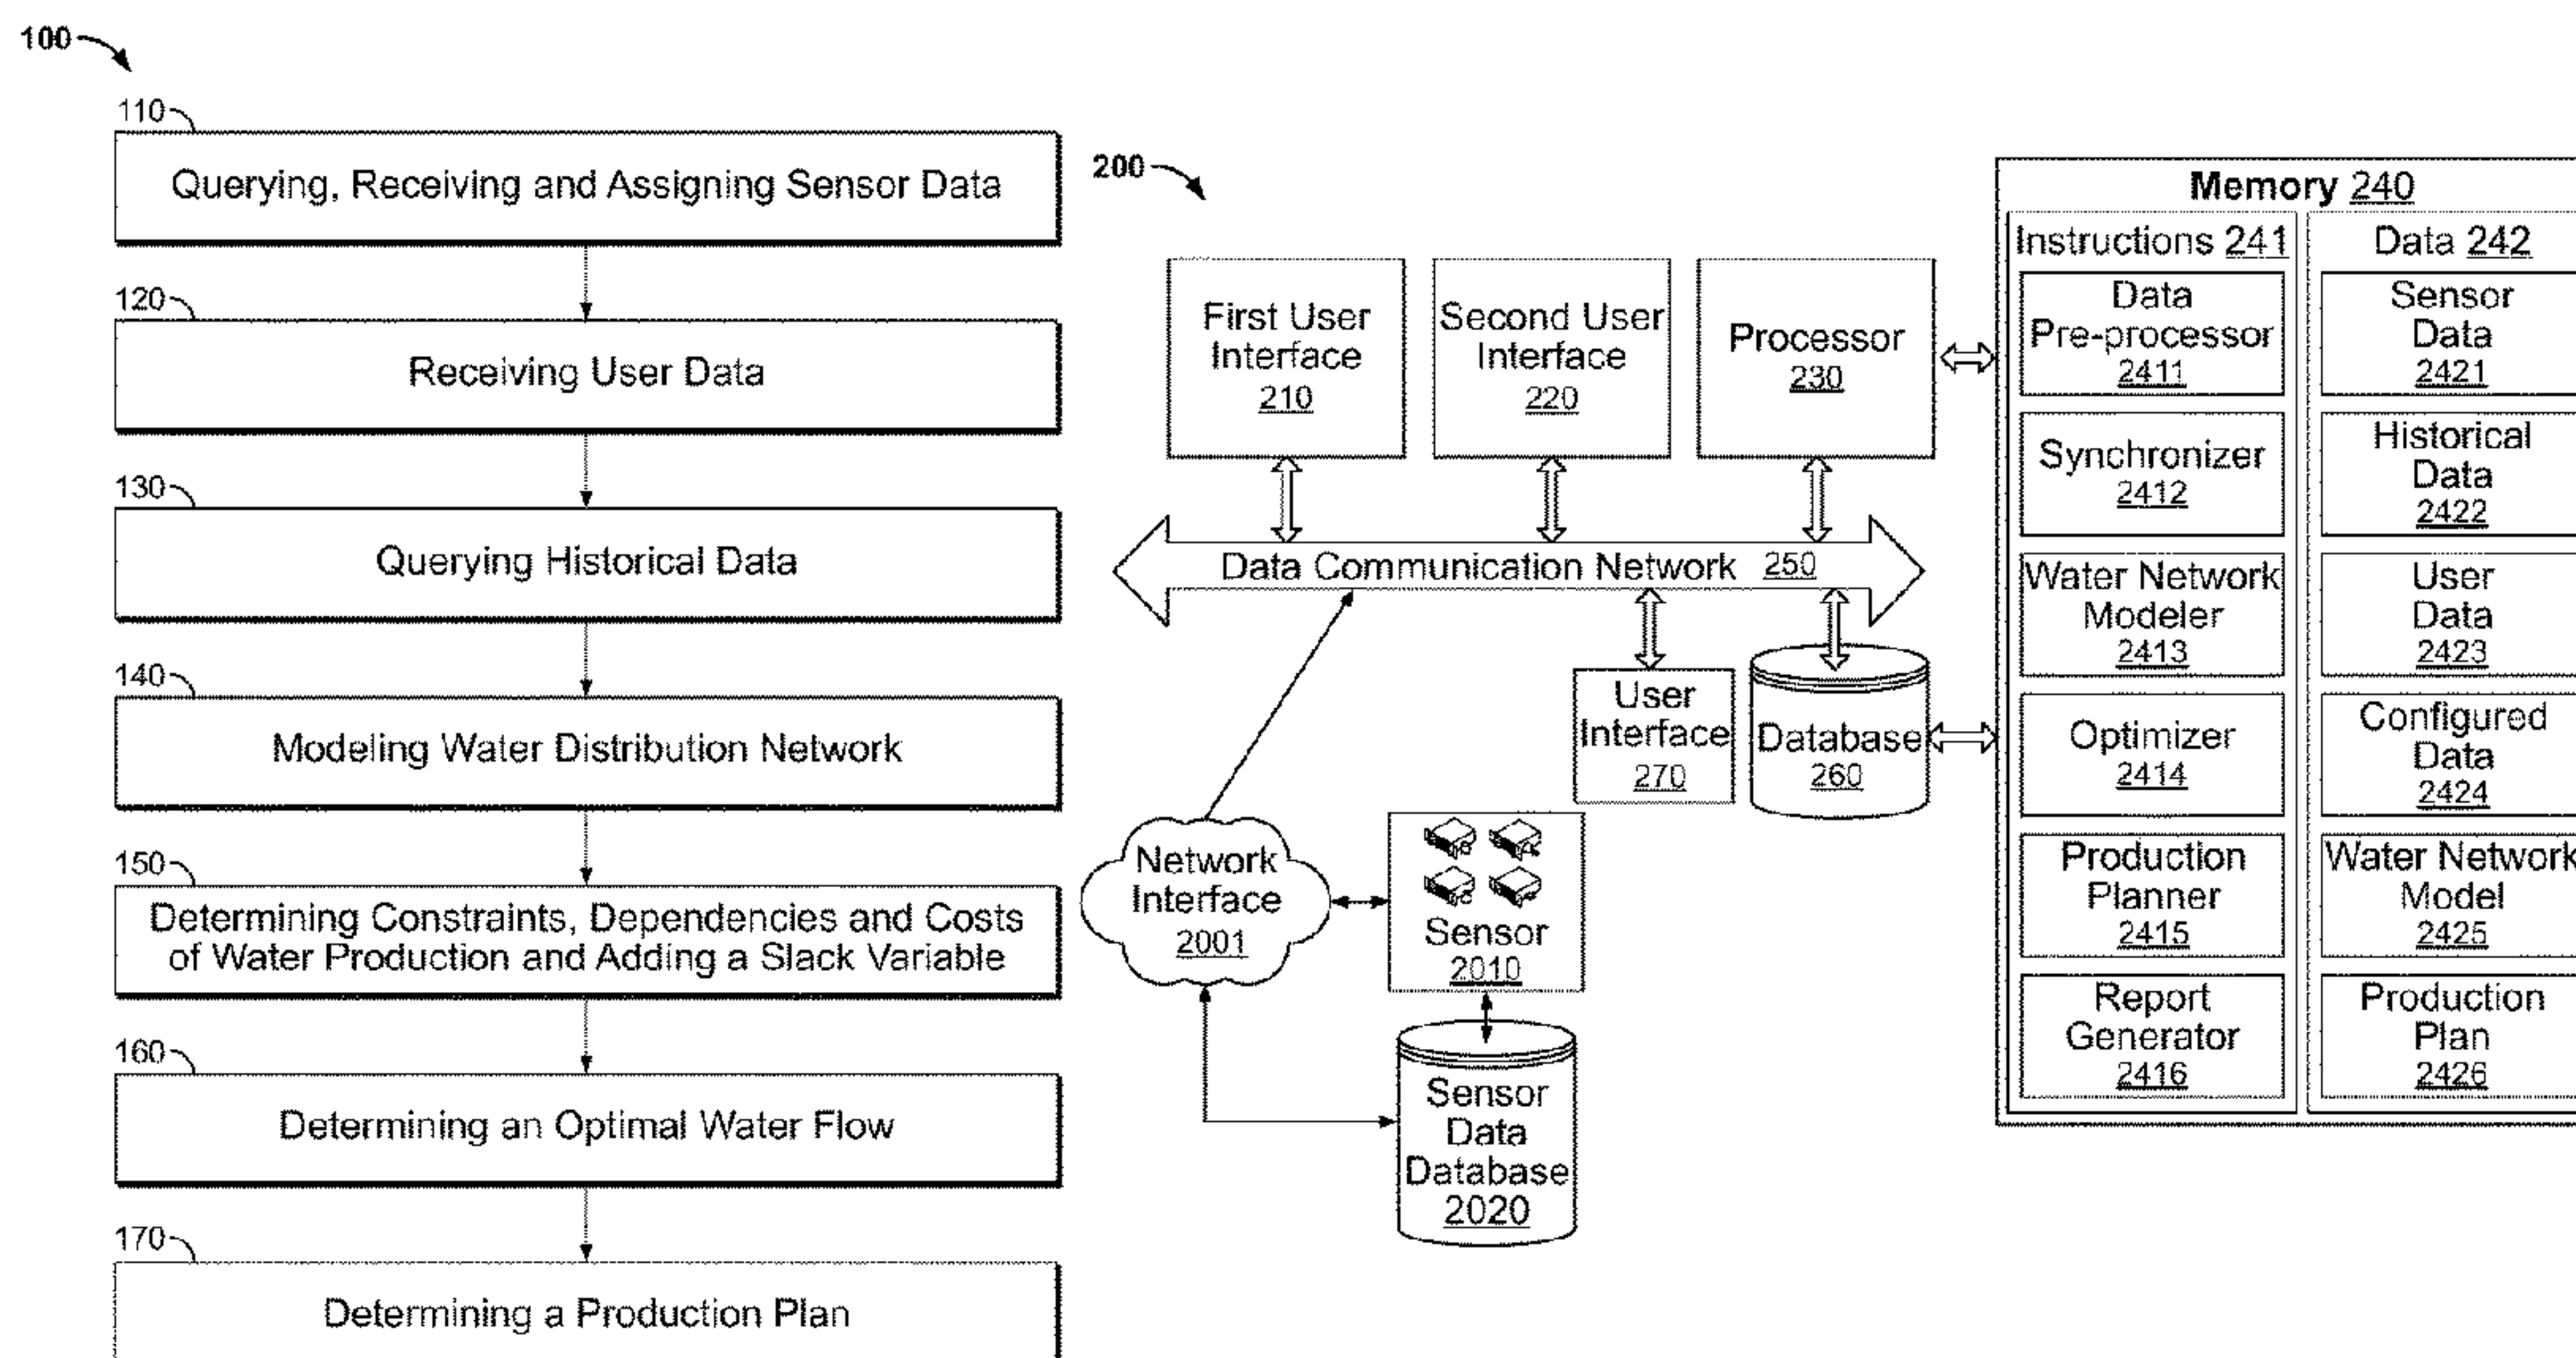 100
110
Querying, Receiving and Assigning Sensor Data
120
Receiving User Data
130
Querying Historical Data
140
Modeling Water Distribution Network
150
Determining Constraints, Dependencies and Costs
of Water Production and Adding a Slack Variable
160
Determining an Optimal Water Flow
170
Determining a Production Plan
200
First User
Interface
210
Second User
Interface
220
Processor
230
Data Communication Network 250
User
Interface
270
Database
260
Network
Interface
2001
Sensor
2010
Sensor
Data
Database
2020
Memory 240
Instructions 241
Data
Pre-processor
2411
Synchronizer
2412
Water Network
Modeler
2413
Optimizer
2414
Production
Planner
2415
Report
Generator
2416
Data 242
Sensor
Data
2421
Historical
Data
2422
User
Data
2423
Configured
Data
2424
Water Network
Model
2425
Production
Plan
2426